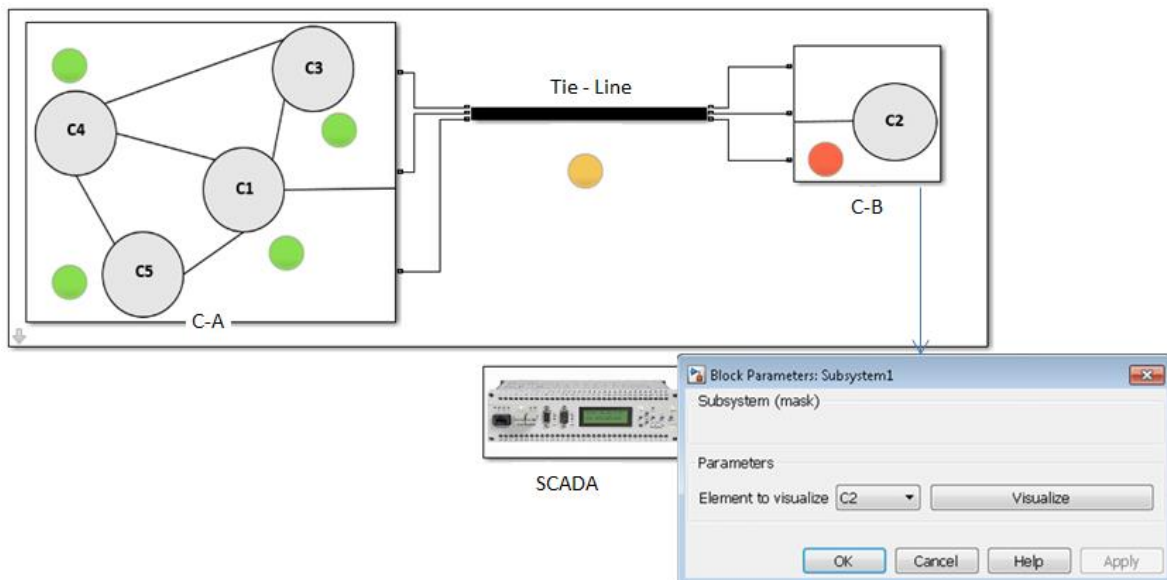 C3
C4
C1
C5
C-A
Tie - Line
C2
C-B
SCADA
Block Parameters: Subsystem1
Subsystem (mask)
Parameters
Element to visualize C2 Visualize
OK Cancel Help Apply